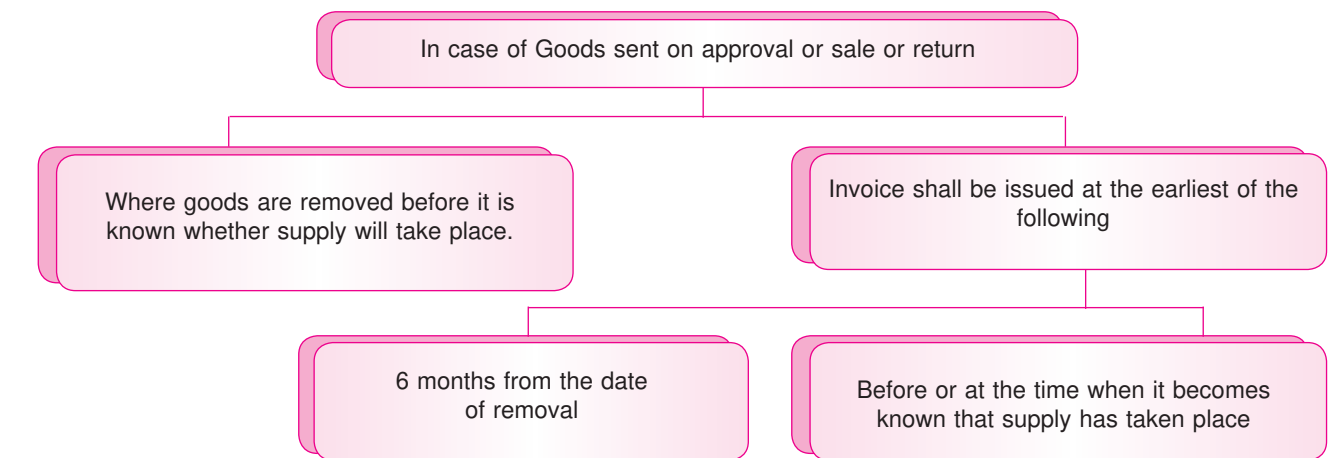 In case of Goods sent on approval or sale or return
Where goods are removed before it is
known whether supply will take place.
Invoice shall be issued at the earliest of the
following
6 months from the date
of removal
Before or at the time when it becomes
known that supply has taken place